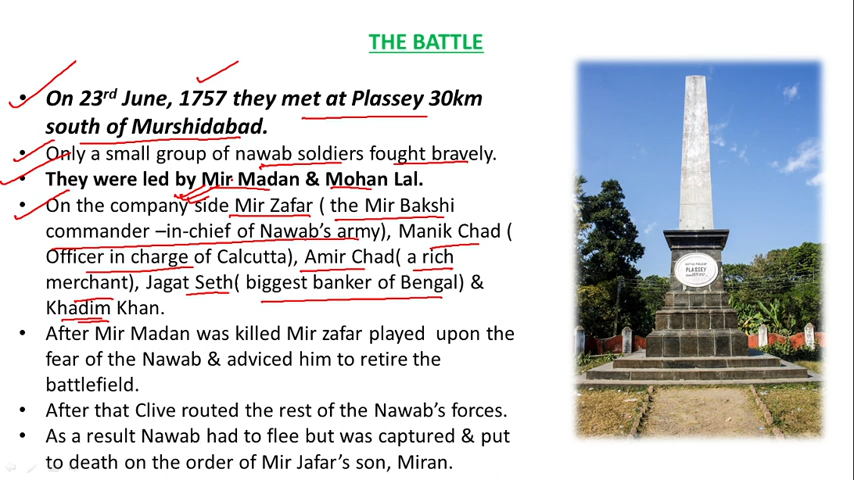 THE BATTLE
• On 23rd June, 1757 they met at Plassey 30km
south of Murshidabad.
• Only a small group of nawab soldiers fought bravely.
• They were led by Mir Madan & Mohan Lal.
• On the company side Mir Zafar ( the Mir Bakshi
commander –in-chief of Nawab's army), Manik Chad (
Officer in charge of Calcutta), Amir Chad( a rich
merchant), Jagat Seth( biggest banker of Bengal) &
Khadim Khan.
• After Mir Madan was killed Mir zafar played upon the
fear of the Nawab & adviced him to retire the
battlefield.
• After that Clive routed the rest of the Nawab's forces.
• As a result Nawab had to flee but was captured & put
to death on the order of Mir Jafar's son, Miran.
PLASSEY